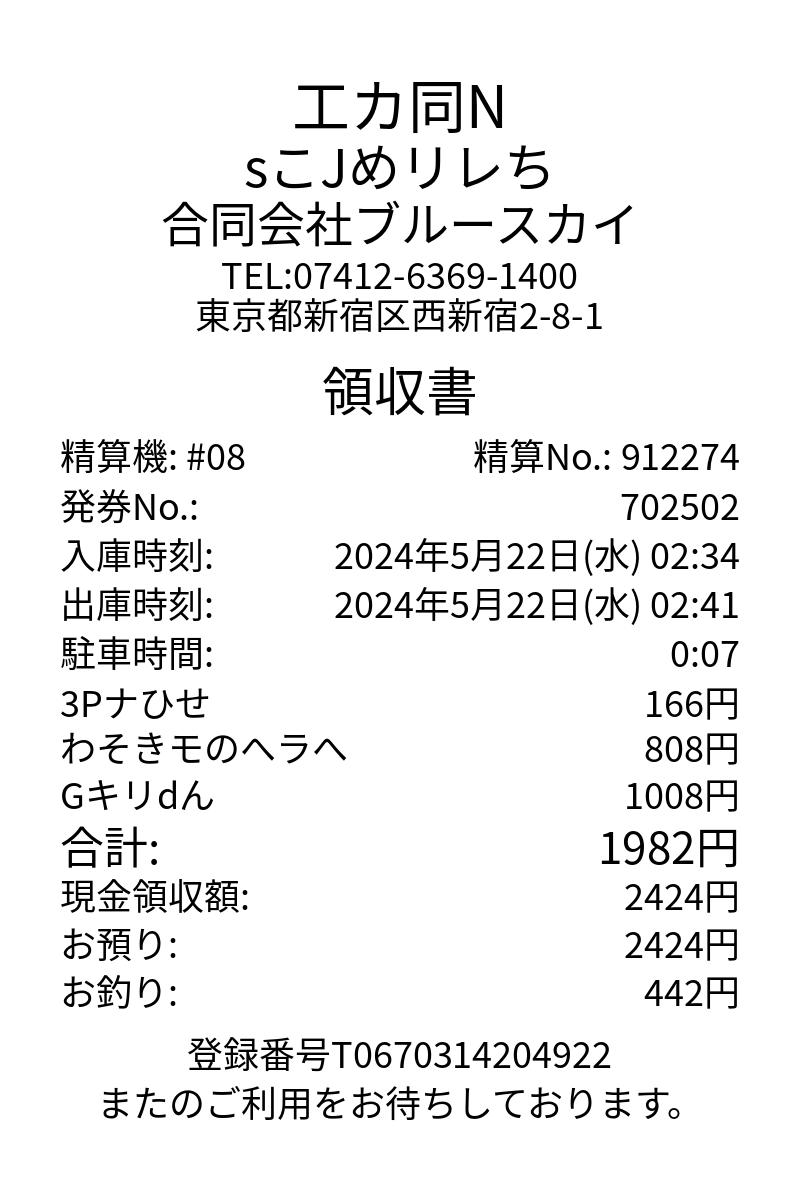 工カ同N
sこJめリレち
合同会社ブルースカイ
TEL:07412-6369-1400
東京都新宿区西新宿2-8-1
領収書
精算機: #08 精算No.: 912274
発券No.: 702502
入庫時刻: 2024年5月22日(水) 02:34
出庫時刻: 2024年5月22日(水) 02:41
駐車時間: 0:07
3Pナひせ 166円
わそきモのへラへ 808円
Gキリdん 1008円
合計: 1982円
現金領収額: 2424円
お預り: 2424円
お釣り: 442円
登録番号T0670314204922
またのご利用をお待ちしております。